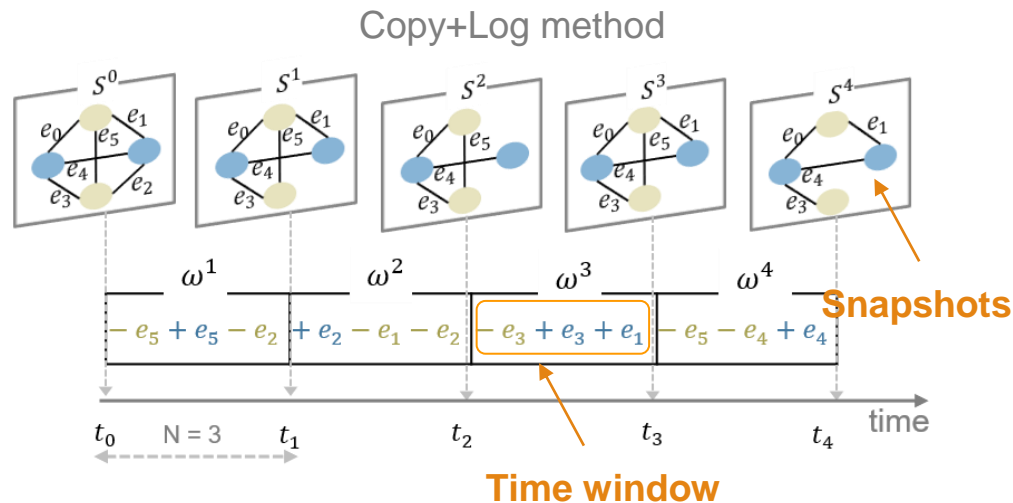 Copy+Log method
S⁰ S¹ S² S³ S⁴
e₀ e₁ e₅ e₄ e₂ e₃
e₀ e₁ e₅ e₄ e₃
e₀ e₅ e₄ e₃
e₀ e₁ e₅ e₄ e₃
e₀ e₁ e₄ e₃
ω¹ ω² ω³ ω⁴
Snapshots
− e₅ + e₅ − e₂ + e₂ − e₁ − e₂ − e₃ + e₃ + e₁ − e₅ − e₄ + e₄
time
t₀ N = 3 t₁ t₂ t₃ t₄
Time window